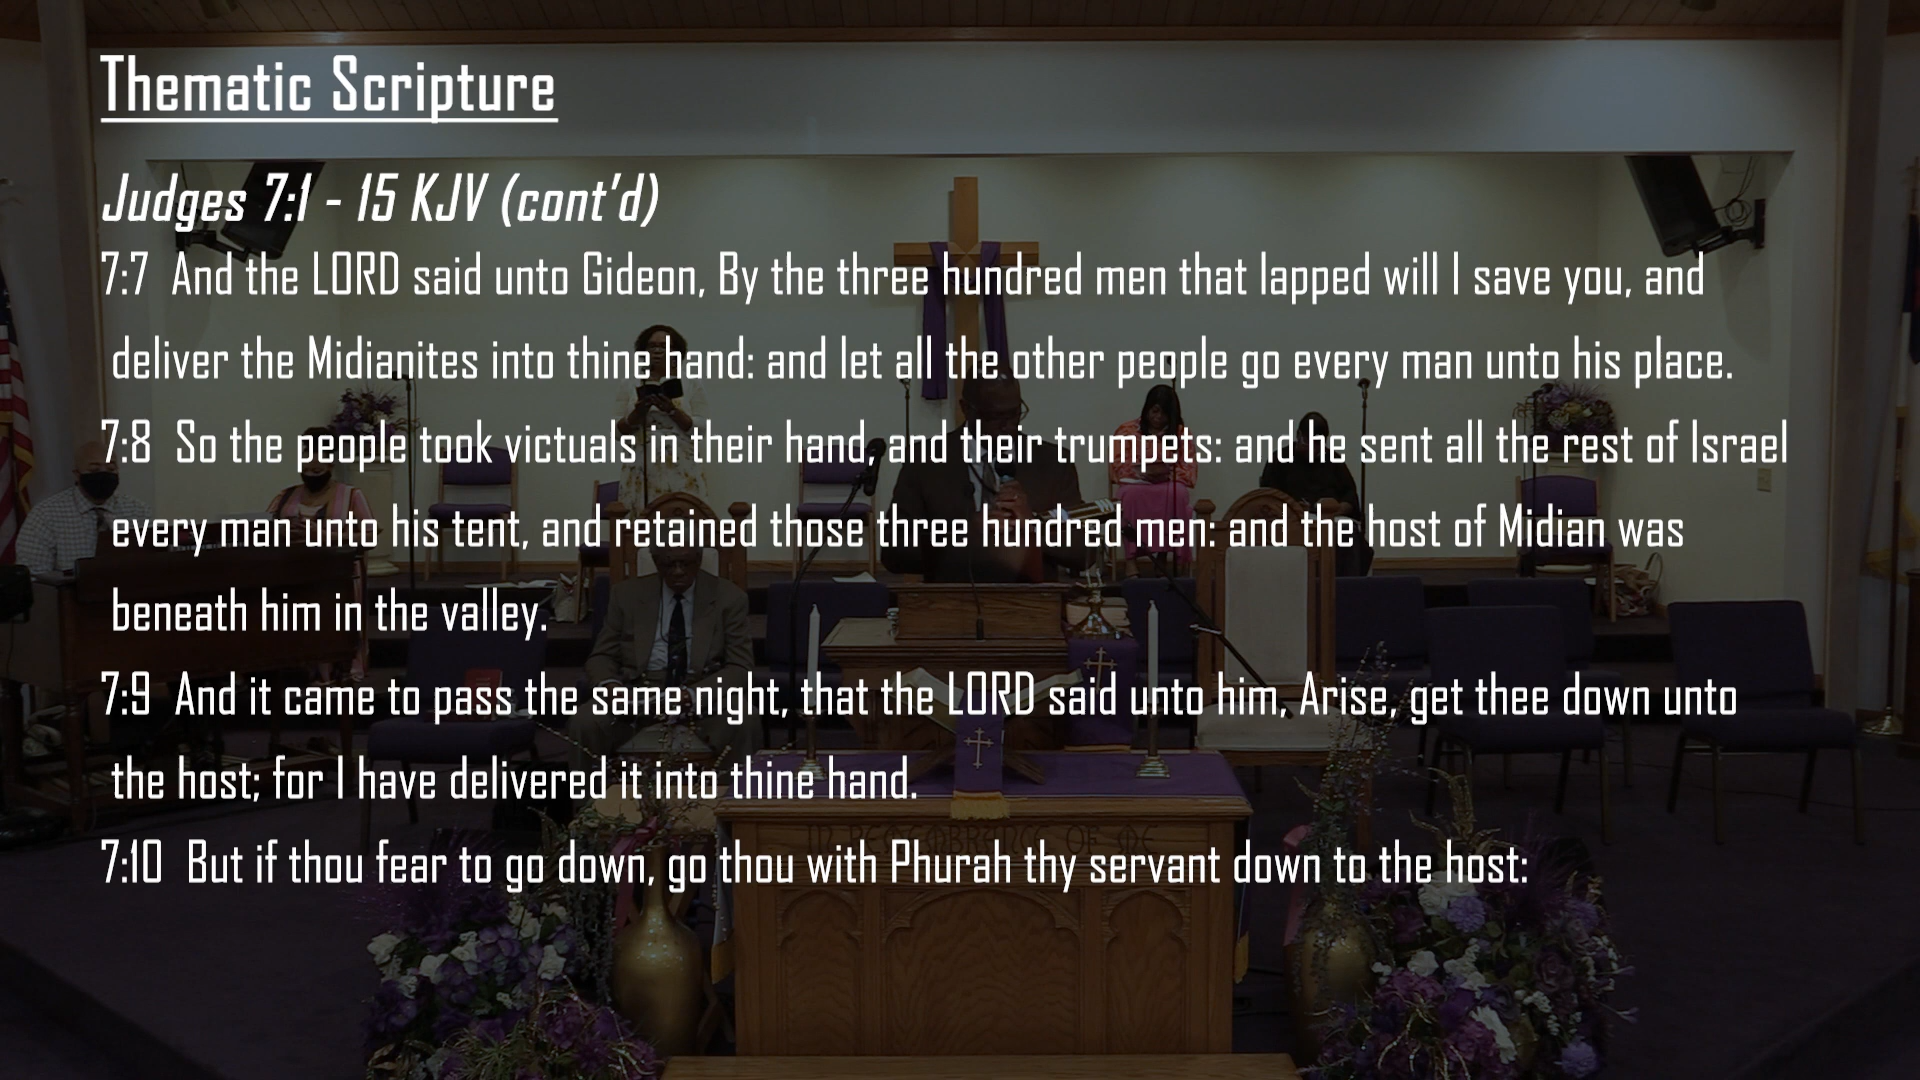 Thematic Scripture
Judges 7:1 - 15 KJV (cont'd)
7:7 And the LORD said unto Gideon, By the three hundred men that lapped will I save you, and
deliver the Midianites into thine hand: and let all the other people go every man unto his place.
7:8 So the people took victuals in their hand, and their trumpets: and he sent all the rest of Israel
every man unto his tent, and retained those three hundred men: and the host of Midian was
beneath him in the valley.
7:9 And it came to pass the same night, that the LORD said unto him, Arise, get thee down unto
the host; for I have delivered it into thine hand.
IN REMEMBRANCE OF ME
7:10 But if thou fear to go down, go thou with Phurah thy servant down to the host: